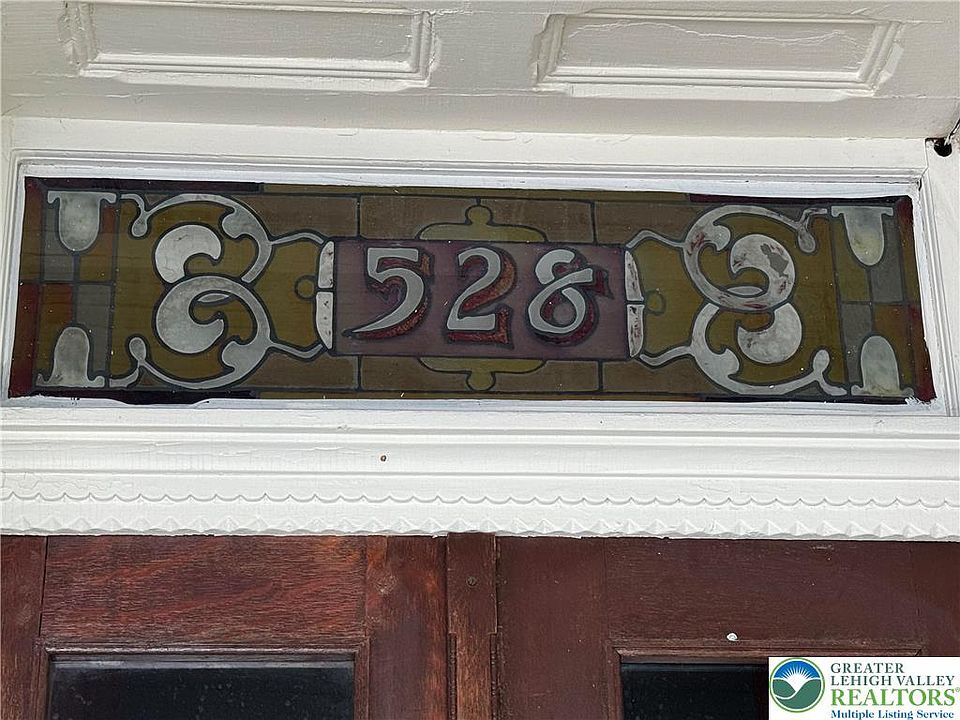 528
GREATER
LEHIGH VALLEY
REALTORS®
Multiple Listing Service